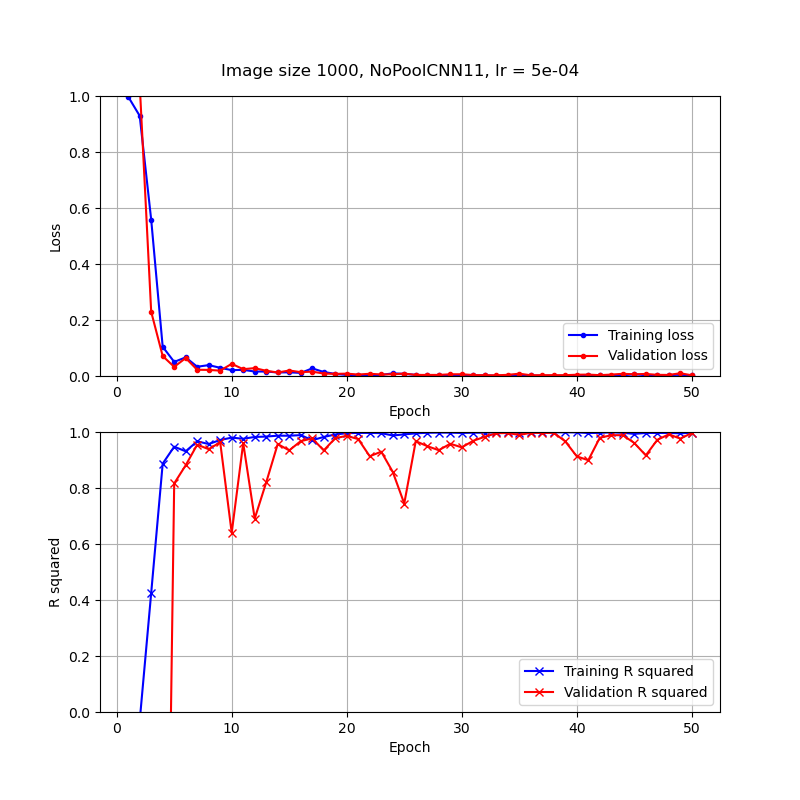 Image size 1000, NoPoolCNN11, lr = 5e-04
1.0
0.8
0.6
0.4
0.2
0.0
Loss
Training loss
Validation loss
0 10 20 30 40 50
Epoch
1.0
0.8
0.6
0.4
0.2
0.0
R squared
Training R squared
Validation R squared
0 10 20 30 40 50
Epoch